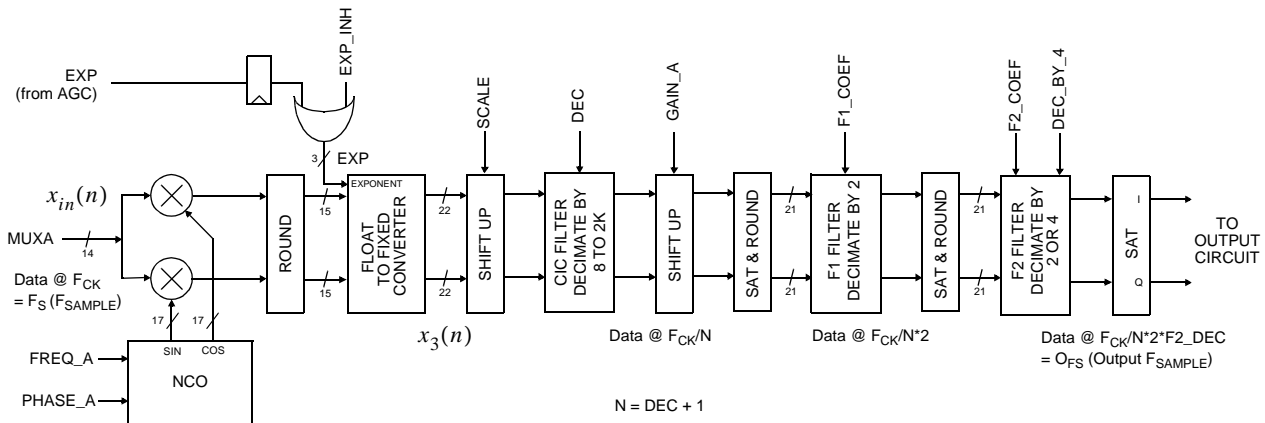 EXP
(from AGC)
EXP_INH
3
EXP
SCALE
DEC
GAIN_A
F1_COEF
F2_COEF
DEC_BY_4
x_in(n)
MUXA
14
Data @ F_CK
= F_S (F_SAMPLE)
17
17
SIN
COS
NCO
FREQ_A
PHASE_A
ROUND
15
15
EXPONENT
FLOAT
TO FIXED
CONVERTER
22
22
x_3(n)
SHIFT UP
CIC FILTER
DECIMATE BY
8 TO 2K
SHIFT UP
Data @ F_CK/N
SAT & ROUND
21
21
F1 FILTER
DECIMATE BY 2
Data @ F_CK/N*2
SAT & ROUND
21
21
F2 FILTER
DECIMATE BY
2 OR 4
SAT
I
Q
TO
OUTPUT
CIRCUIT
Data @ F_CK/N*2*F2_DEC
= O_FS (Output F_SAMPLE)
N = DEC + 1